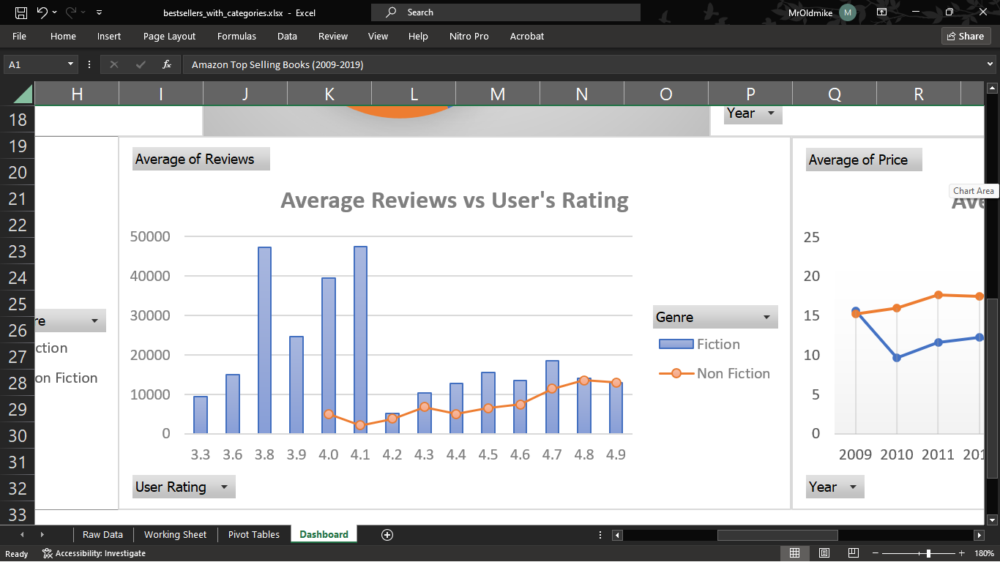 bestsellers_with_categories.xlsx - Excel
Search
MrOldmike
M
File Home Insert Page Layout Formulas Data Review View Help Nitro Pro Acrobat
Share
A1
fx
Amazon Top Selling Books (2009-2019)
H I J K L M N O P Q R
18
19
20
21
22
23
24
25
26
27
28
29
30
31
32
33
Year
re
ction
on Fiction
Average of Reviews
Average Reviews vs User's Rating
50000
40000
30000
20000
10000
0
3.3 3.6 3.8 3.9 4.0 4.1 4.2 4.3 4.4 4.5 4.6 4.7 4.8 4.9
Genre
Fiction
Non Fiction
User Rating
Average of Price
Chart Area
Ave
25
20
15
10
5
0
2009 2010 2011 201
Year
Raw Data Working Sheet Pivot Tables Dashboard
Ready
Accessibility: Investigate
180%